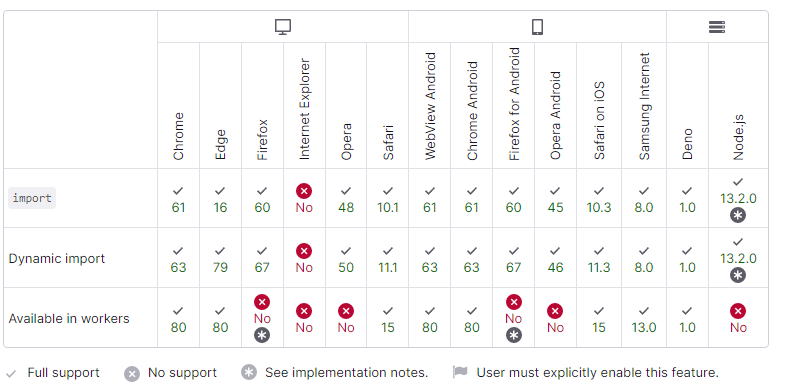 Chrome Edge Firefox Internet Explorer Opera Safari WebView Android Chrome Android Firefox for Android Opera Android Safari on iOS Samsung Internet Deno Node.js
import 61 16 60 No 48 10.1 61 61 60 45 10.3 8.0 1.0 13.2.0
Dynamic import 63 79 67 No 50 11.1 63 63 67 46 11.3 8.0 1.0 13.2.0
Available in workers 80 80 No No No 15 80 80 No No 15 13.0 1.0 No
Full support No support See implementation notes. User must explicitly enable this feature.